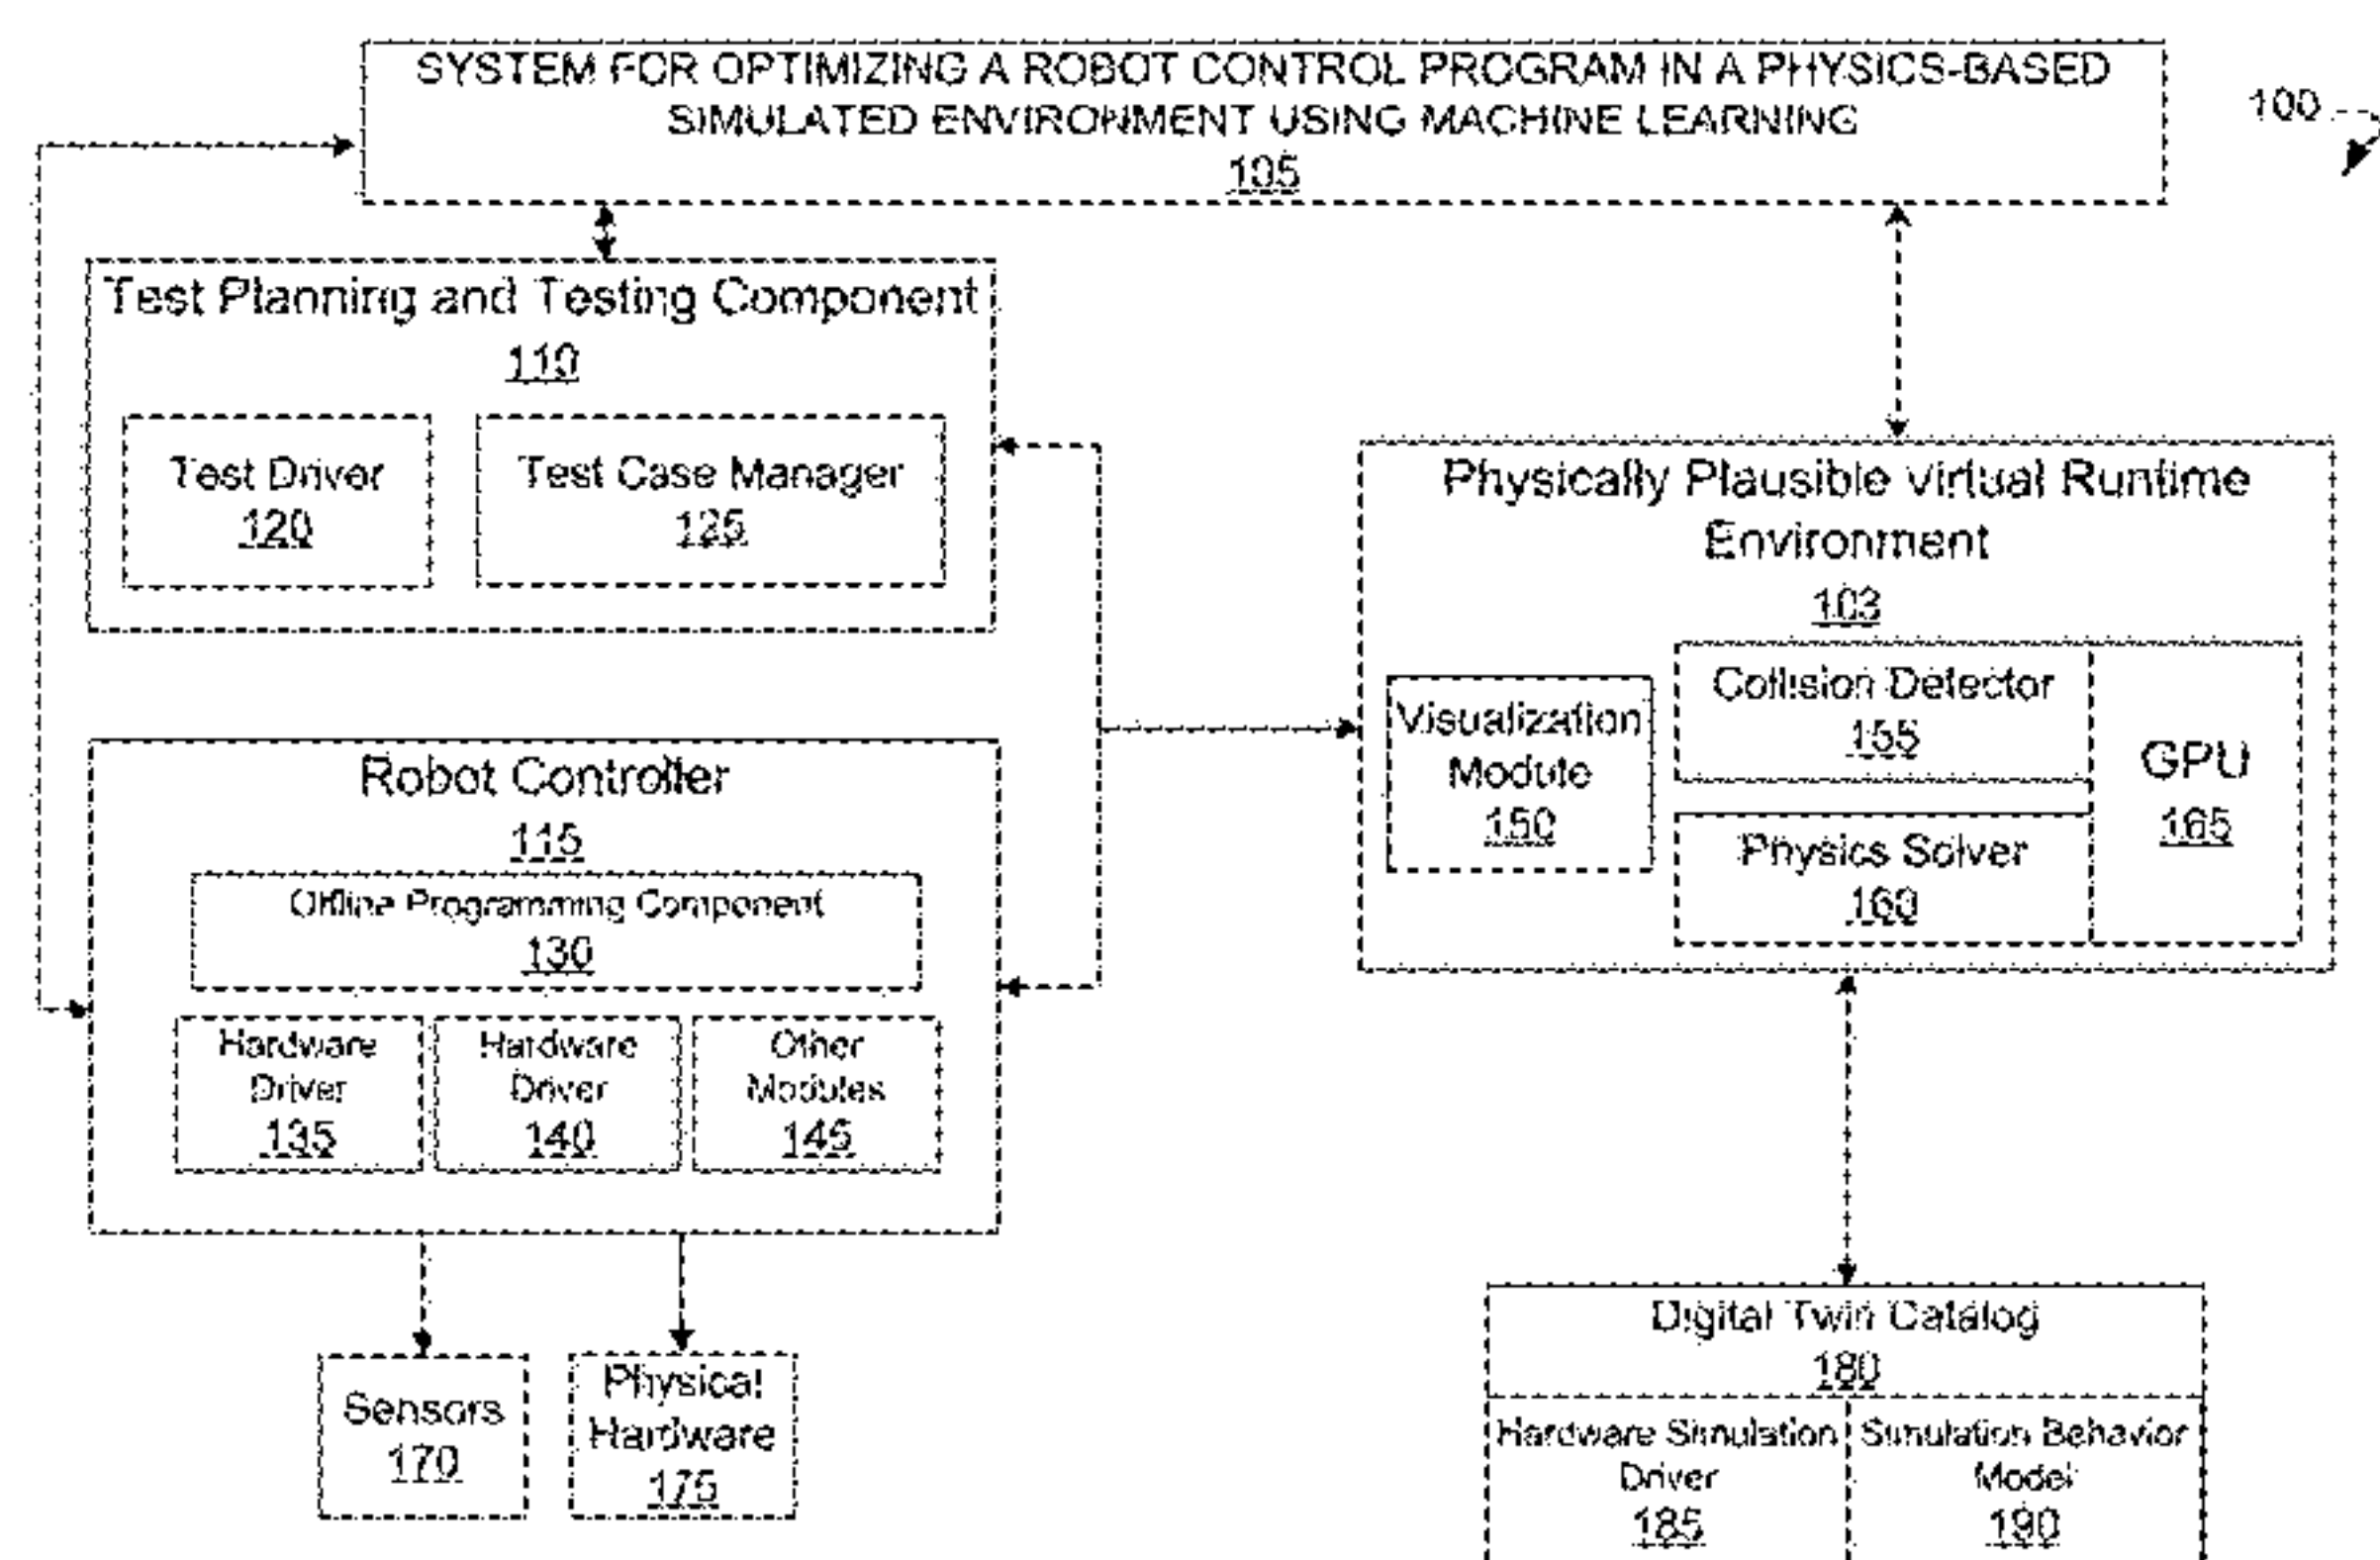 SYSTEM FOR OPTIMIZING A ROBOT CONTROL PROGRAM IN A PHYSICS-BASED
SIMULATED ENVIRONMENT USING MACHINE LEARNING
105
100
Test Planning and Testing Component
110
Test Driver
120
Test Case Manager
125
Physically Plausible Virtual Runtime
Environment
103
Visualization
Module
150
Collision Detector
155
Physics Solver
160
GPU
165
Robot Controller
115
Offline Programming Component
130
Hardware
Driver
135
Hardware
Driver
140
Other
Modules
145
Sensors
170
Physical
Hardware
175
Digital Twin Catalog
180
Hardware Simulation
Driver
185
Simulation Behavior
Model
190